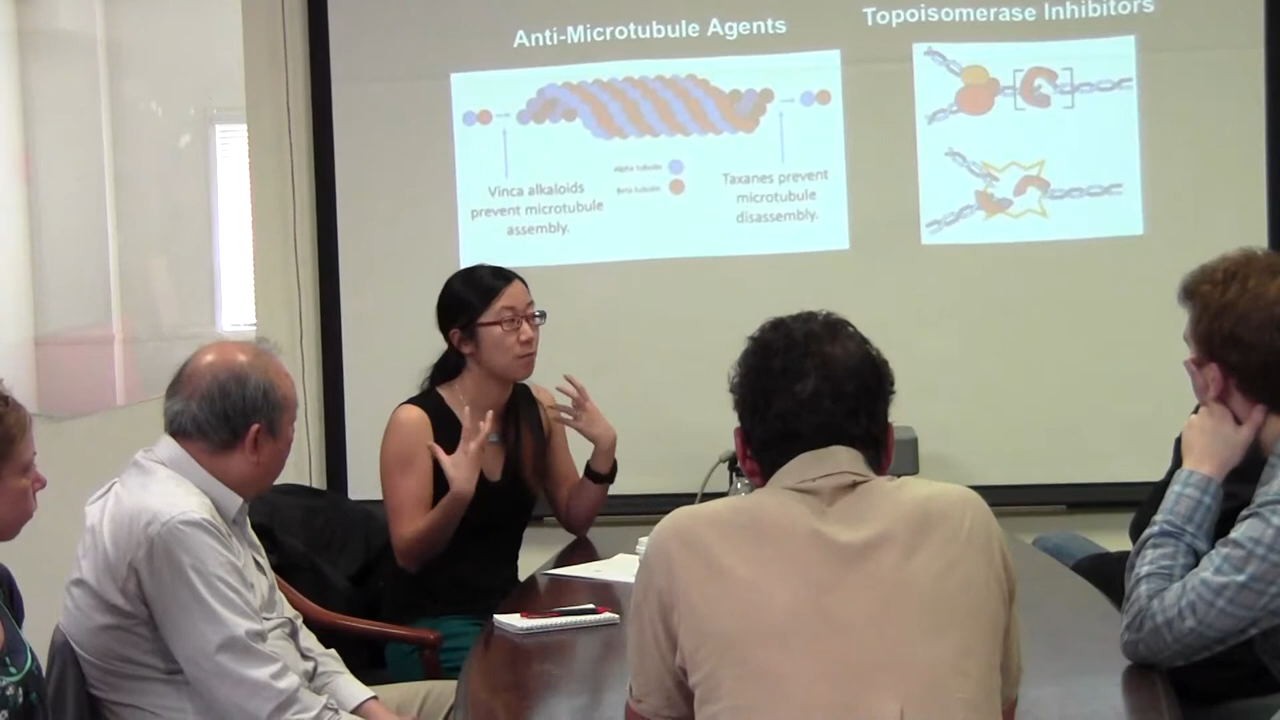 Anti-Microtubule Agents
Topoisomerase Inhibitors
Alpha tubulin
Beta tubulin
Vinca alkaloids
prevent microtubule
assembly.
Taxanes prevent
microtubule
disassembly.